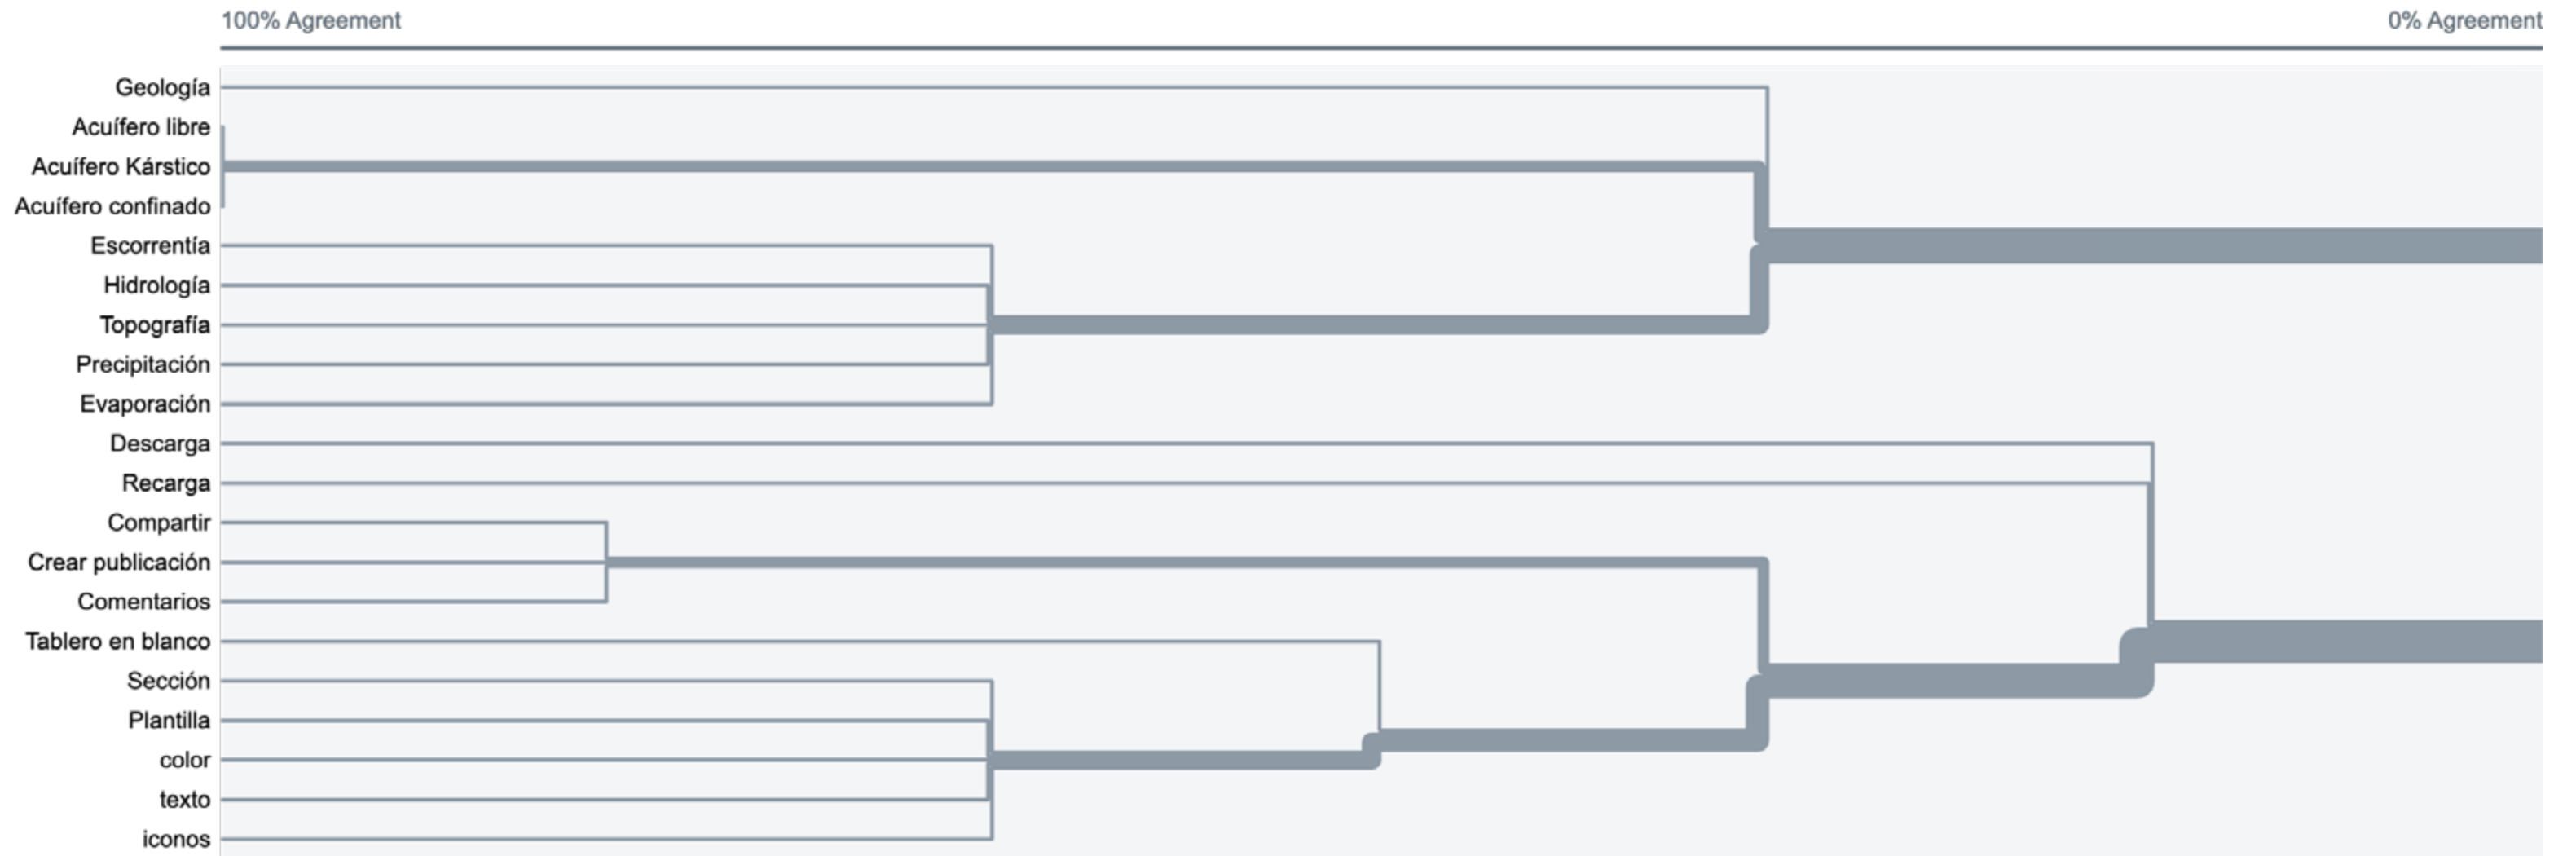 100% Agreement 0% Agreement
Geología
Acuífero libre
Acuífero Kárstico
Acuífero confinado
Escorrentía
Hidrología
Topografía
Precipitación
Evaporación
Descarga
Recarga
Compartir
Crear publicación
Comentarios
Tablero en blanco
Sección
Plantilla
color
texto
iconos